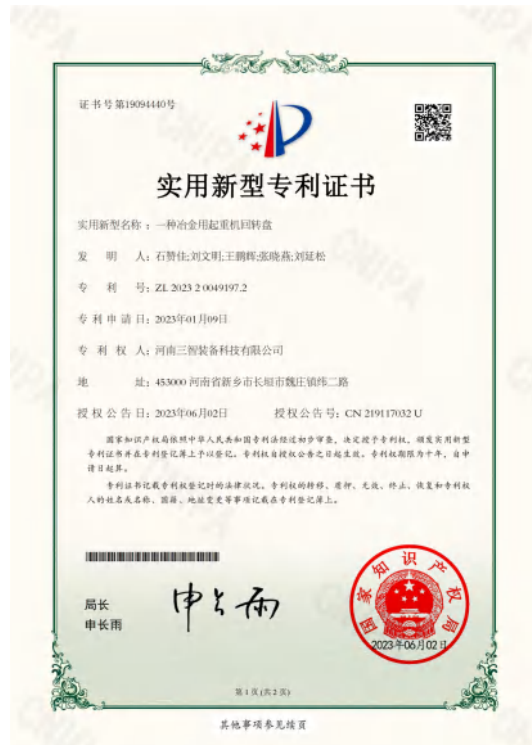 证书号第19094440号
实用新型专利证书
实用新型名称：一种冶金用起重机回转盘
发明人：石赞佳;刘文明;王鹏辉;张晓燕;刘延松
专利号：ZL 2023 2 0049197.2
专利申请日：2023年01月09日
专利权人：河南三智装备科技有限公司
地址：453000 河南省新乡市长垣市魏庄镇纬二路
授权公告日：2023年06月02日 授权公告号：CN 219117032 U
国家知识产权局依照中华人民共和国专利法经过初步审查，决定授予专利权，颁发实用新型
专利证书并在专利登记簿上予以登记。专利权自授权公告之日起生效。专利权期限为十年，自申
请日起算。
专利证书记载专利权登记时的法律状况。专利权的转移、质押、无效、终止、恢复和专利权
人的姓名或名称、国籍、地址变更等事项记载在专利登记簿上。
局长
申长雨
申长雨
国家知识产权局
2023年06月02日
第1页(共2页)
其他事项参见续页
CNIPA